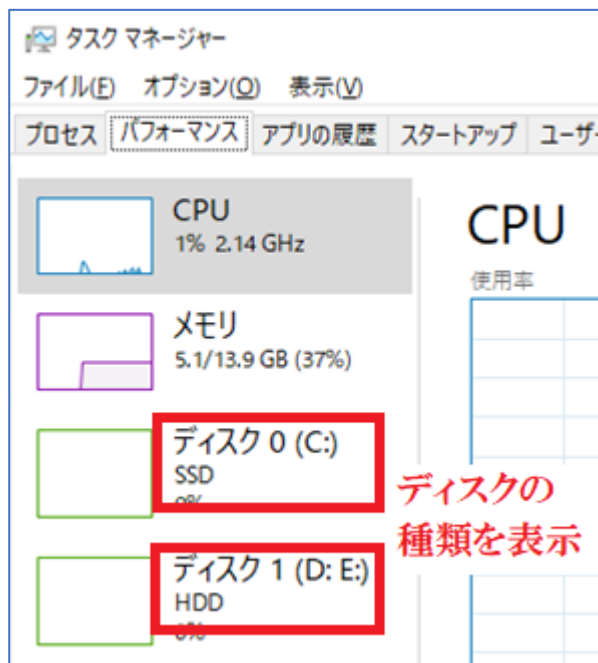 タスク マネージャー
ファイル(F) オプション(O) 表示(V)
プロセス パフォーマンス アプリの履歴 スタートアップ ユーザ
CPU
1% 2.14 GHz
メモリ
5.1/13.9 GB (37%)
ディスク 0 (C:)
SSD
0%
ディスク 1 (D: E:)
HDD
0%
CPU
使用率
ディスクの
種類を表示